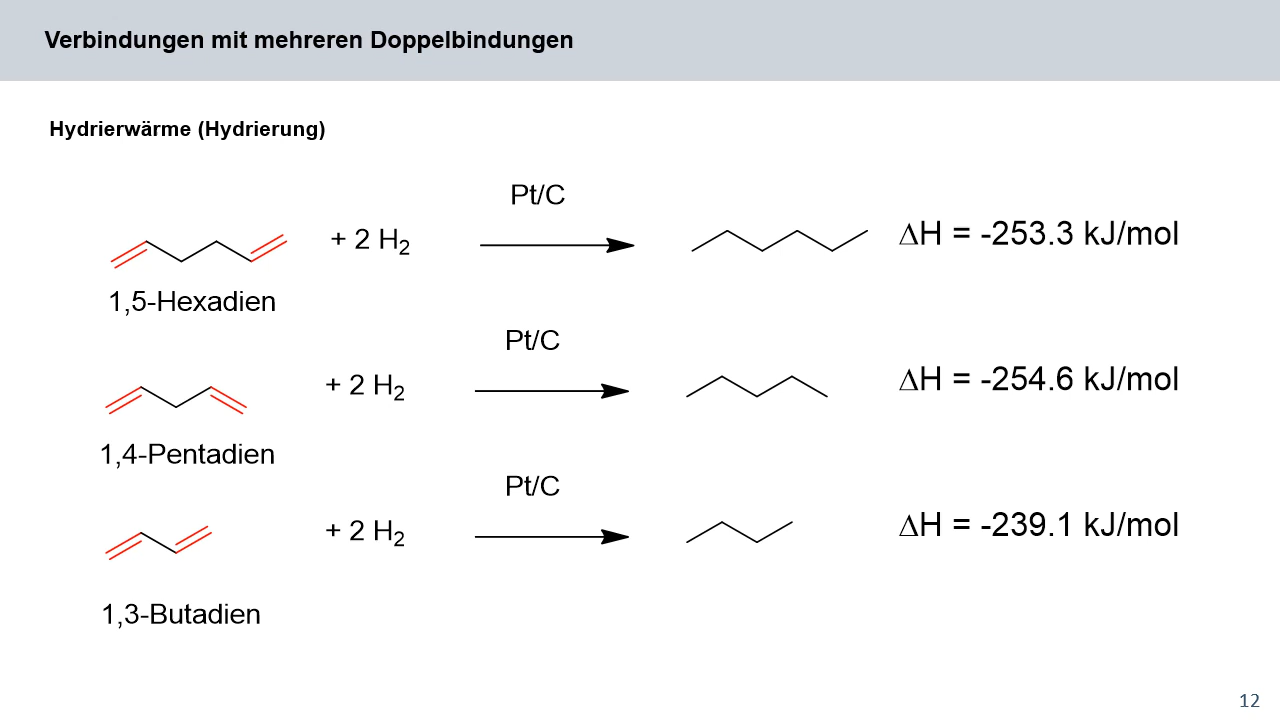 Verbindungen mit mehreren Doppelbindungen
Hydrierwärme (Hydrierung)
Pt/C
+ 2 H₂
∆H = -253.3 kJ/mol
1,5-Hexadien
Pt/C
+ 2 H₂
∆H = -254.6 kJ/mol
1,4-Pentadien
Pt/C
+ 2 H₂
∆H = -239.1 kJ/mol
1,3-Butadien
12